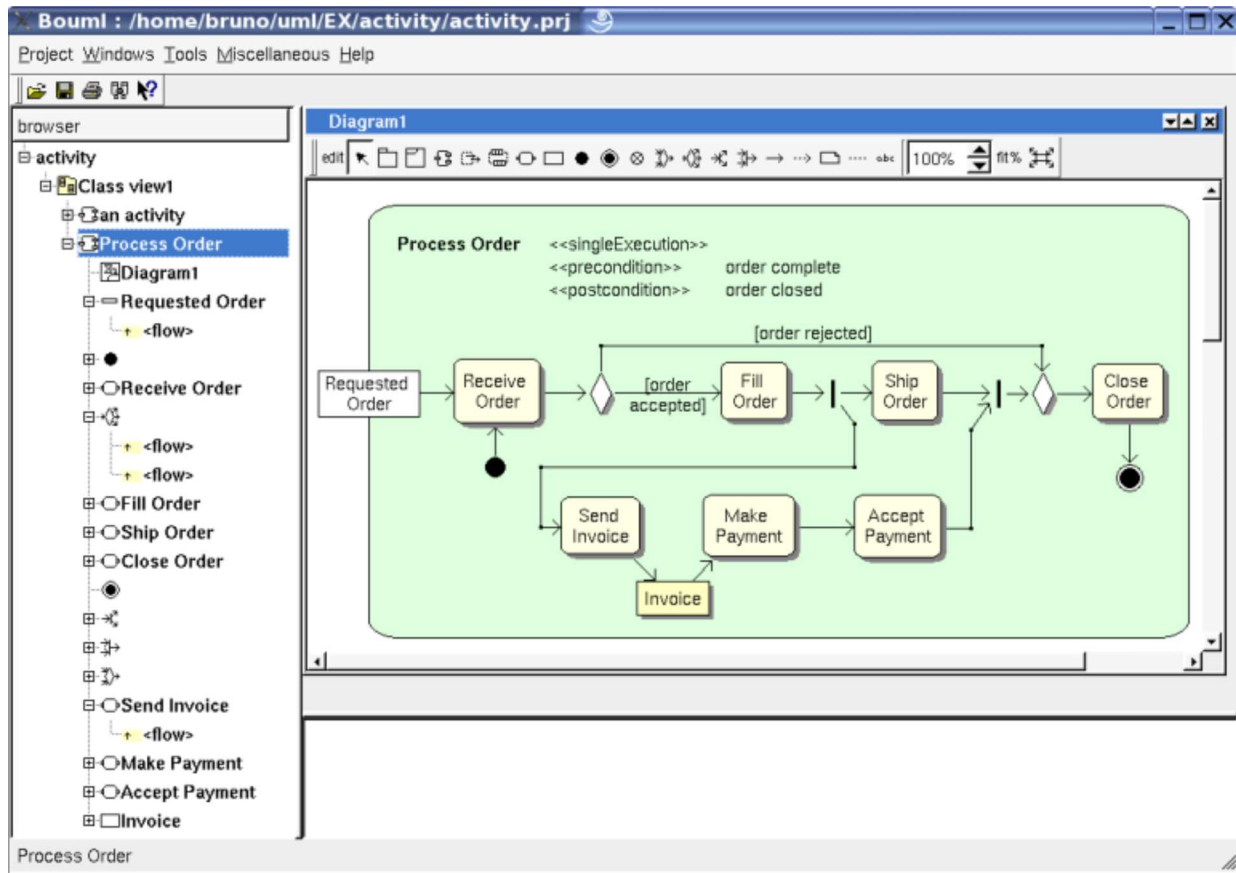 Bouml : /home/bruno/uml/EX/activity/activity.prj
Project Windows Tools Miscellaneous Help
browser
activity
Class view1
an activity
Process Order
Diagram1
Requested Order
<flow>
Receive Order
<flow>
<flow>
Fill Order
Ship Order
Close Order
Send Invoice
<flow>
Make Payment
Accept Payment
Invoice
Diagram1
edit abc 100% fit%
Process Order <<singleExecution>>
<<precondition>> order complete
<<postcondition>> order closed
[order rejected]
Requested
Order
Receive
Order
[order
accepted]
Fill
Order
Ship
Order
Close
Order
Send
Invoice
Make
Payment
Accept
Payment
Invoice
Process Order